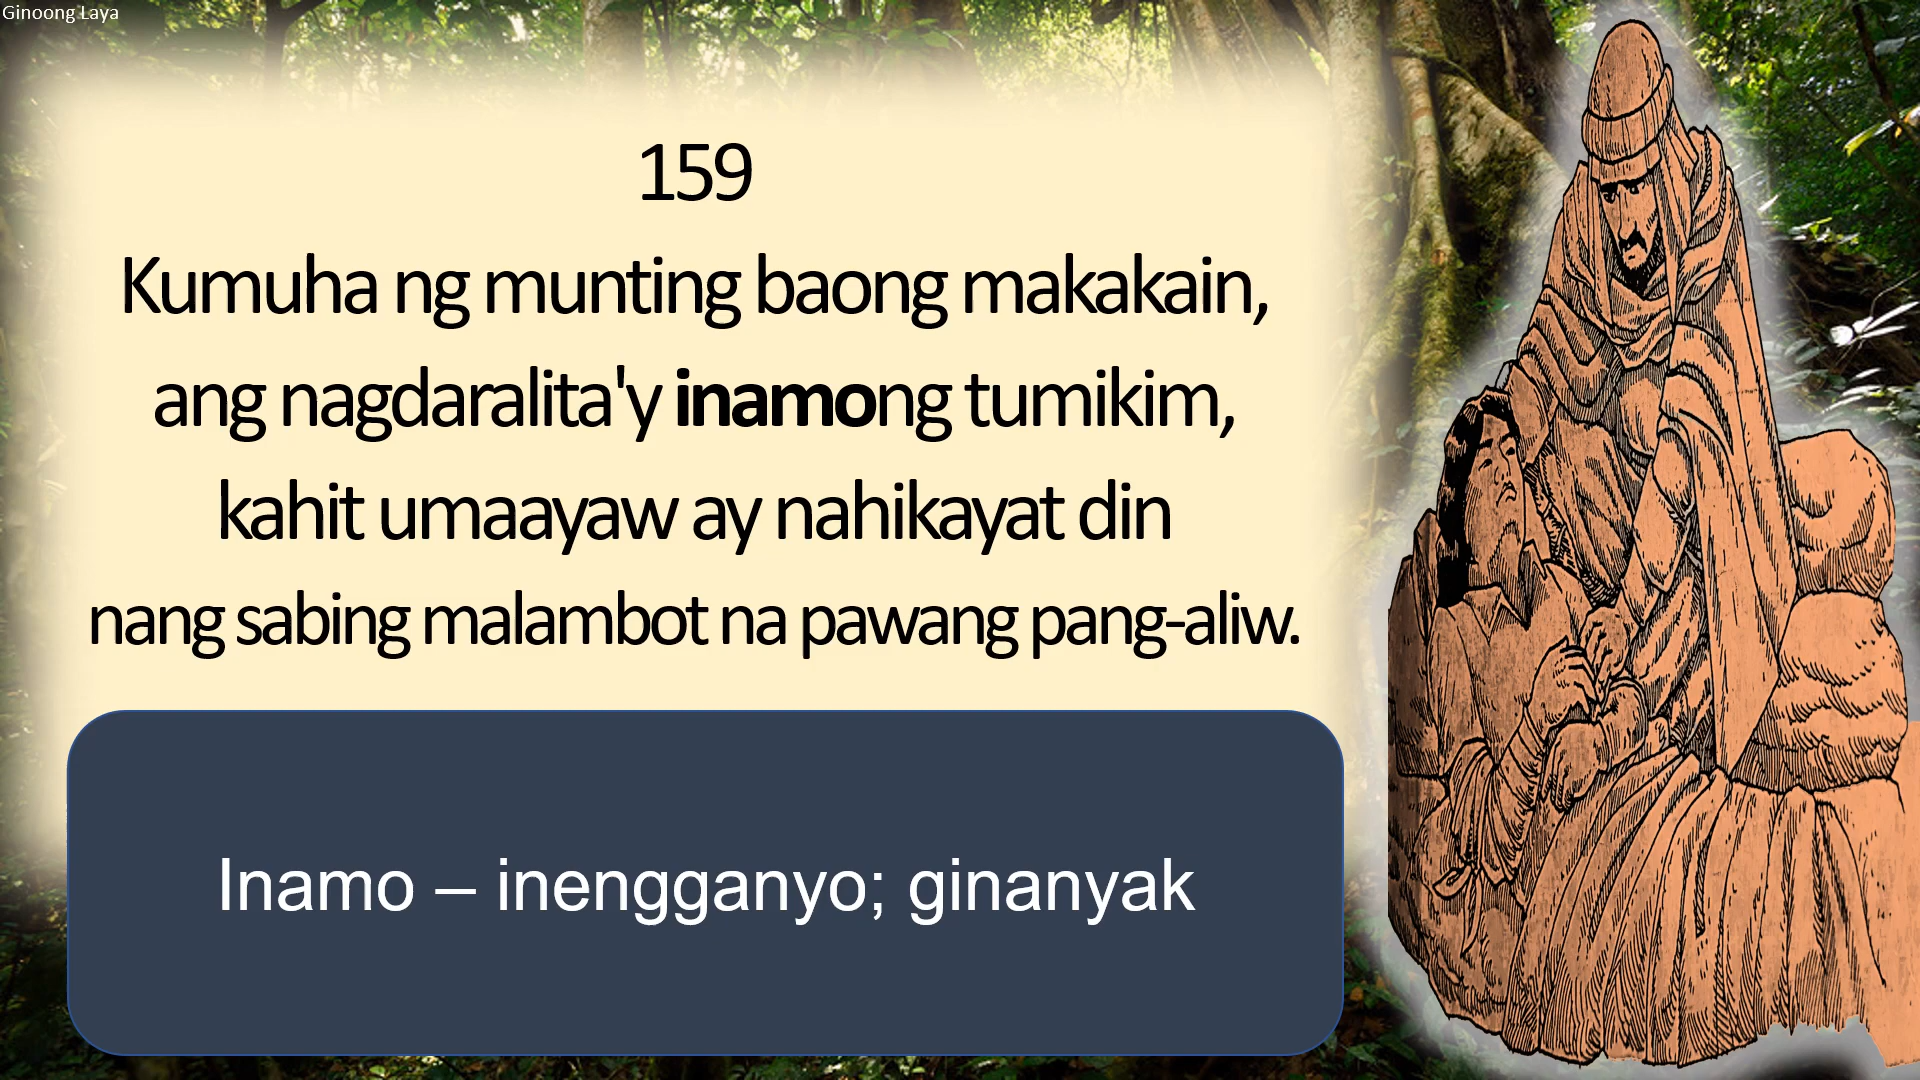 Ginoong Laya
159
Kumuha ng munting baong makakain,
ang nagdaralita'y inamong tumikim,
kahit umaayaw ay nahikayat din
nang sabing malambot na pawang pang-aliw.
Inamo – inengganyo; ginanyak